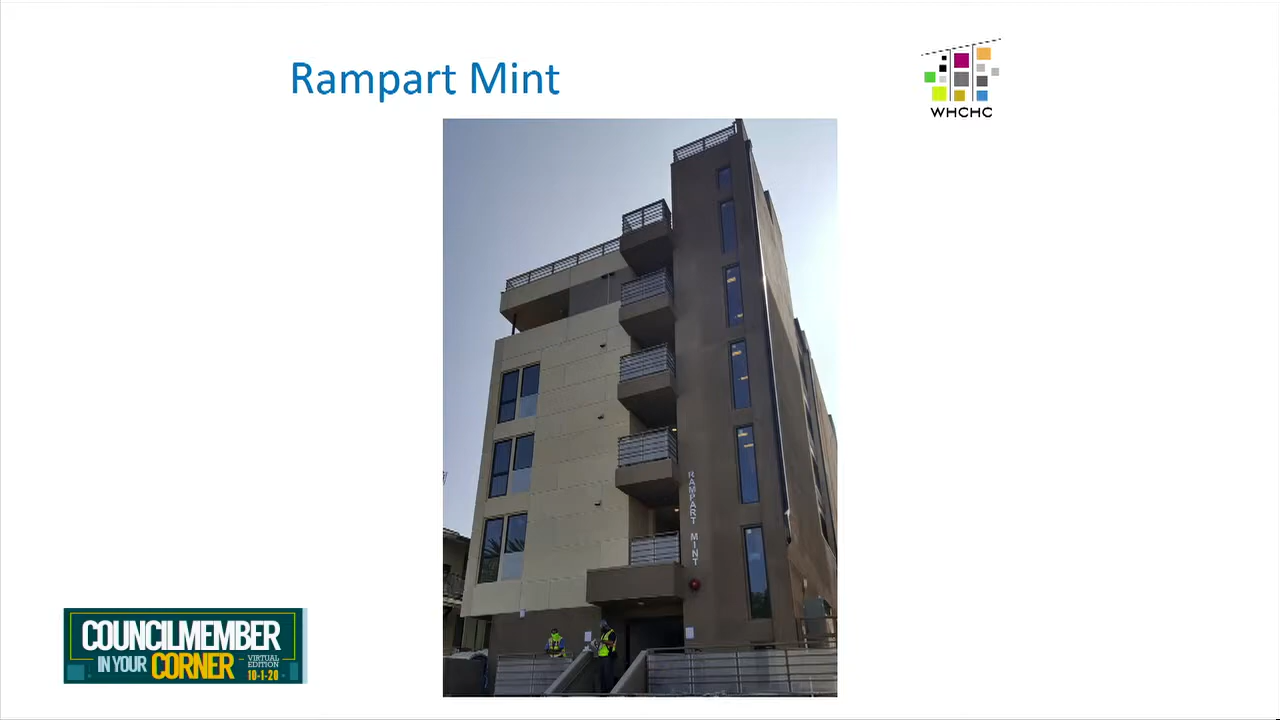 Rampart Mint
WHCHC
RAMPART MINT
COUNCILMEMBER
IN YOUR CORNER
VIRTUAL
EDITION
10-1-20